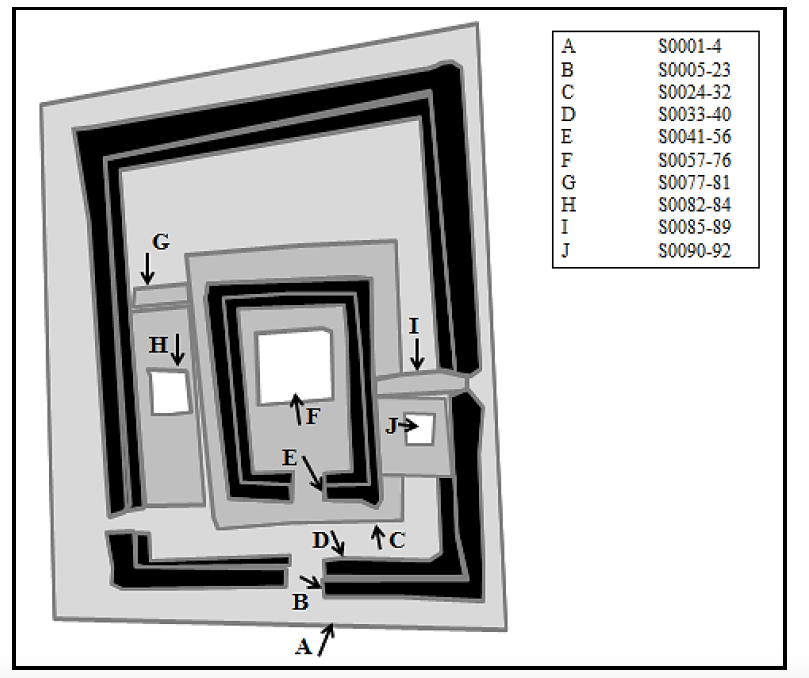 A S0001-4
B S0005-23
C S0024-32
D S0033-40
E S0041-56
F S0057-76
G S0077-81
H S0082-84
I S0085-89
J S0090-92
G
I
H
J
F
E
D
C
B
A